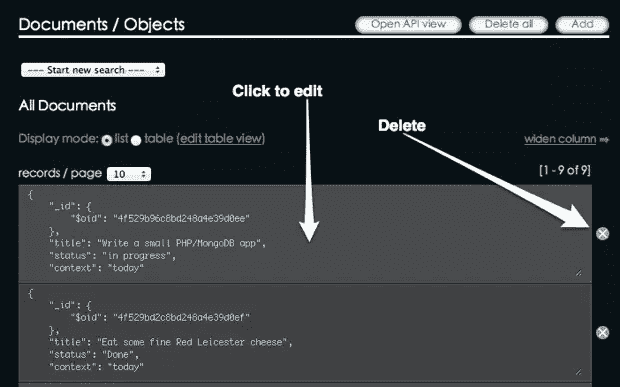 Documents / Objects
Open API view
Delete all
Add
--- Start new search ---
Click to edit
All Documents
Delete
Display mode: list table (edit table view)
widen column ⇒
records / page 10
[1 - 9 of 9]
{
"_id": {
"$oid": "4f529b96c8bd248a4e39d0ee"
},
"title": "Write a small PHP/MongoDB app",
"status": "in progress",
"context": "today"
{
"_id": {
"$oid": "4f529bd2c8bd248a4e39d0ef"
},
"title": "Eat some fine Red Leicester cheese",
"status": "Done",
"context": "today"